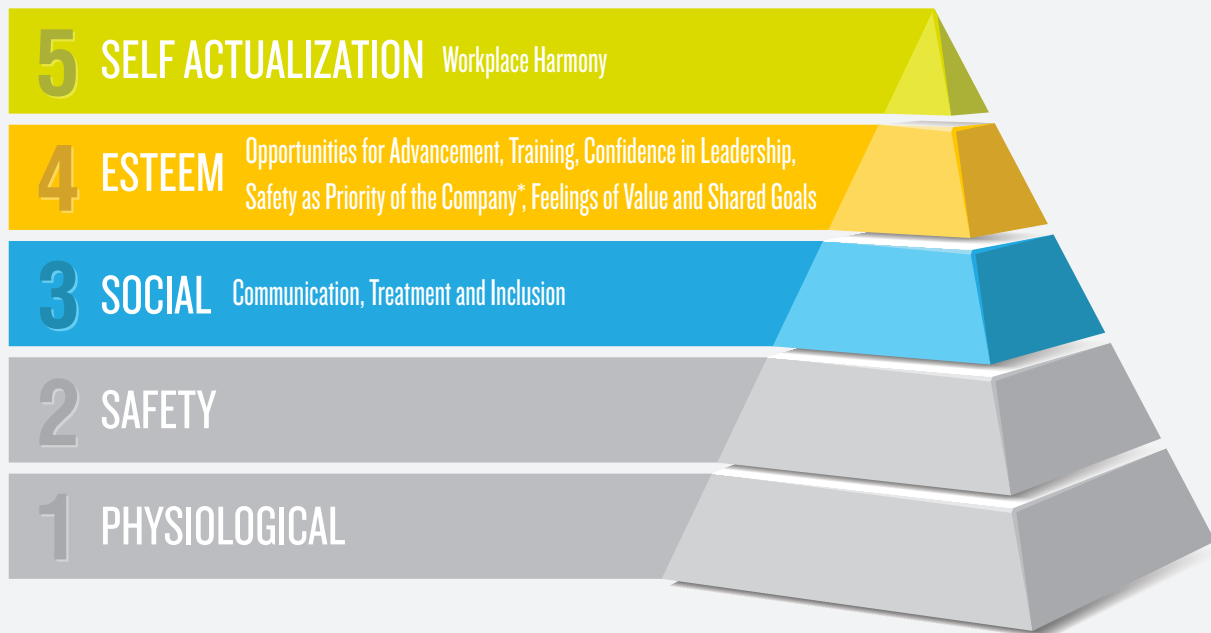 5 SELF ACTUALIZATION Workplace Harmony
4 ESTEEM Opportunities for Advancement, Training, Confidence in Leadership,
Safety as Priority of the Company*, Feelings of Value and Shared Goals
3 SOCIAL Communication, Treatment and Inclusion
2 SAFETY
1 PHYSIOLOGICAL